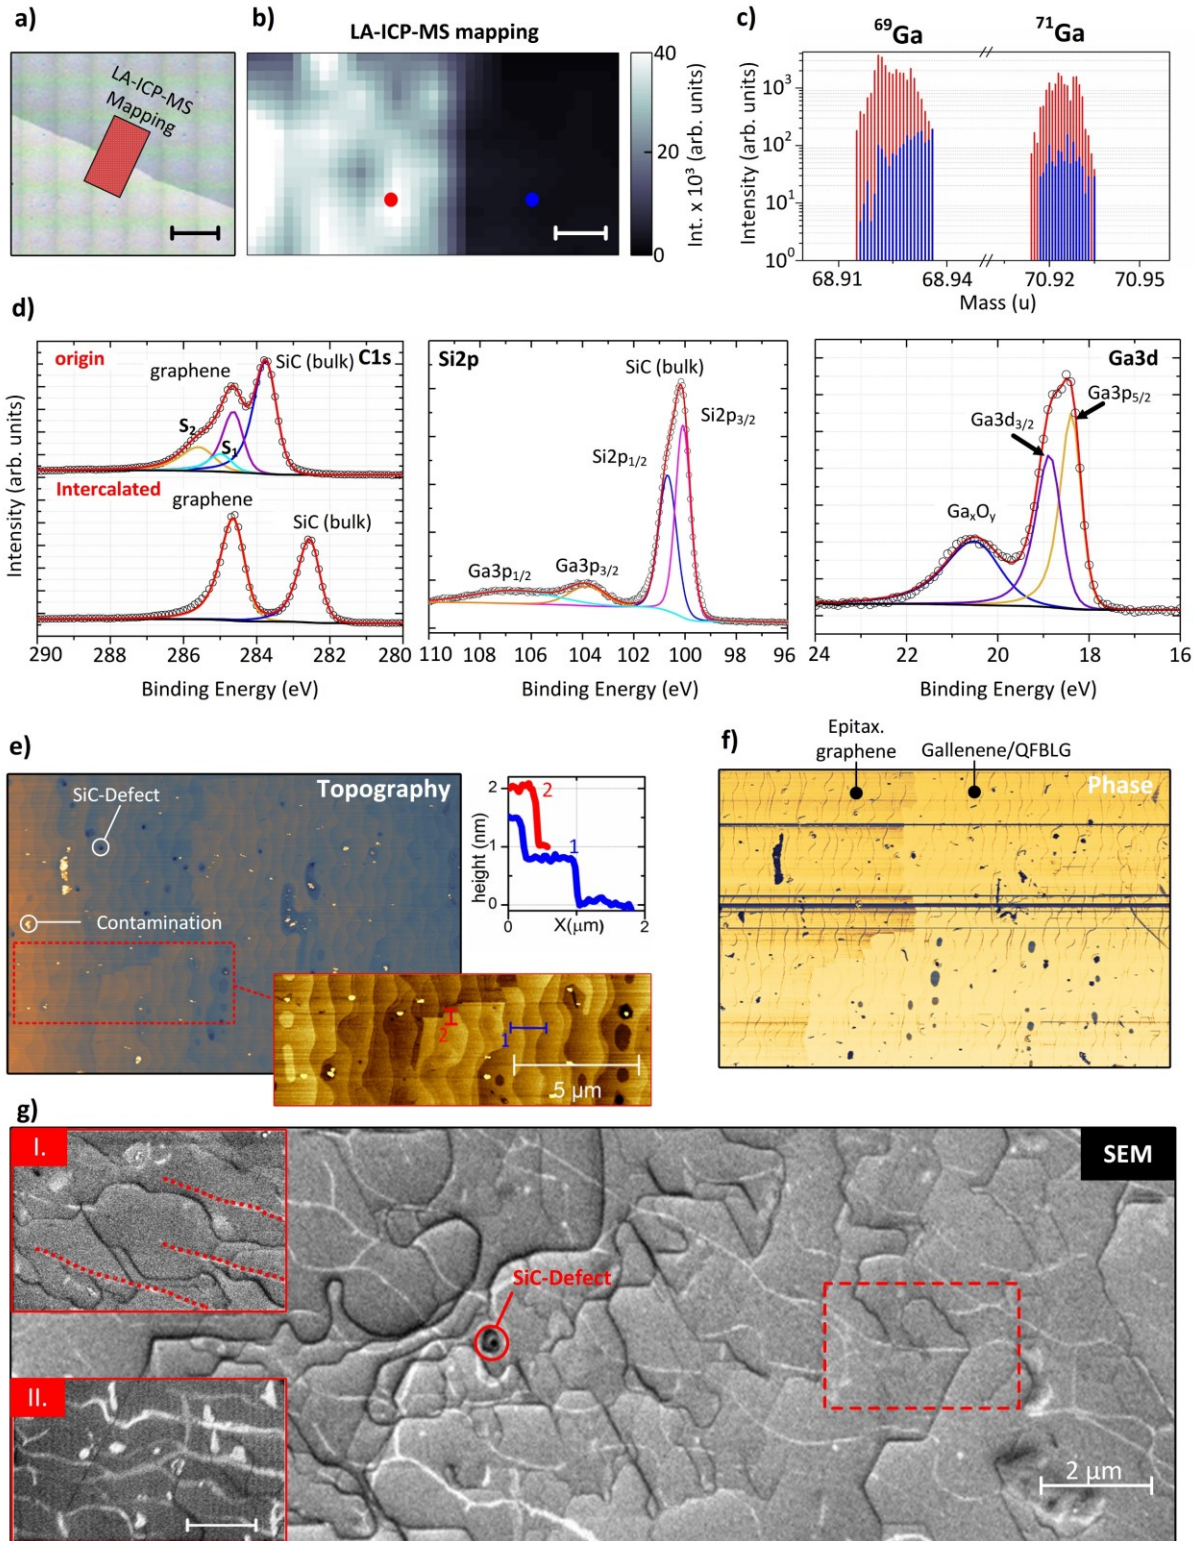 a)
LA-ICP-MS
Mapping
b)
LA-ICP-MS mapping
40
20
0
Int. x 10³ (arb. units)
c)
⁶⁹Ga
⁷¹Ga
Intensity (arb. units)
10³
10²
10¹
10⁰
68.91
68.94
70.92
70.95
Mass (u)
d)
origin
C1s
graphene
SiC (bulk)
S₂
S₁
Intercalated
graphene
SiC (bulk)
Intensity (arb. units)
290 288 286 284 282 280
Binding Energy (eV)
Si2p
SiC (bulk)
Si2p₃/₂
Si2p₁/₂
Ga3p₁/₂
Ga3p₃/₂
110 108 106 104 102 100 98 96
Binding Energy (eV)
Ga3d
Ga3p₅/₂
Ga3d₃/₂
GaₓOᵧ
24 22 20 18 16
Binding Energy (eV)
e)
Topography
SiC-Defect
Contamination
height (nm)
2
1
0
2
1
0 1 2
X(µm)
2
1
5 µm
f)
Epitax.
graphene
Gallenene/QFBLG
Phase
g)
I.
SEM
SiC-Defect
II.
2 µm